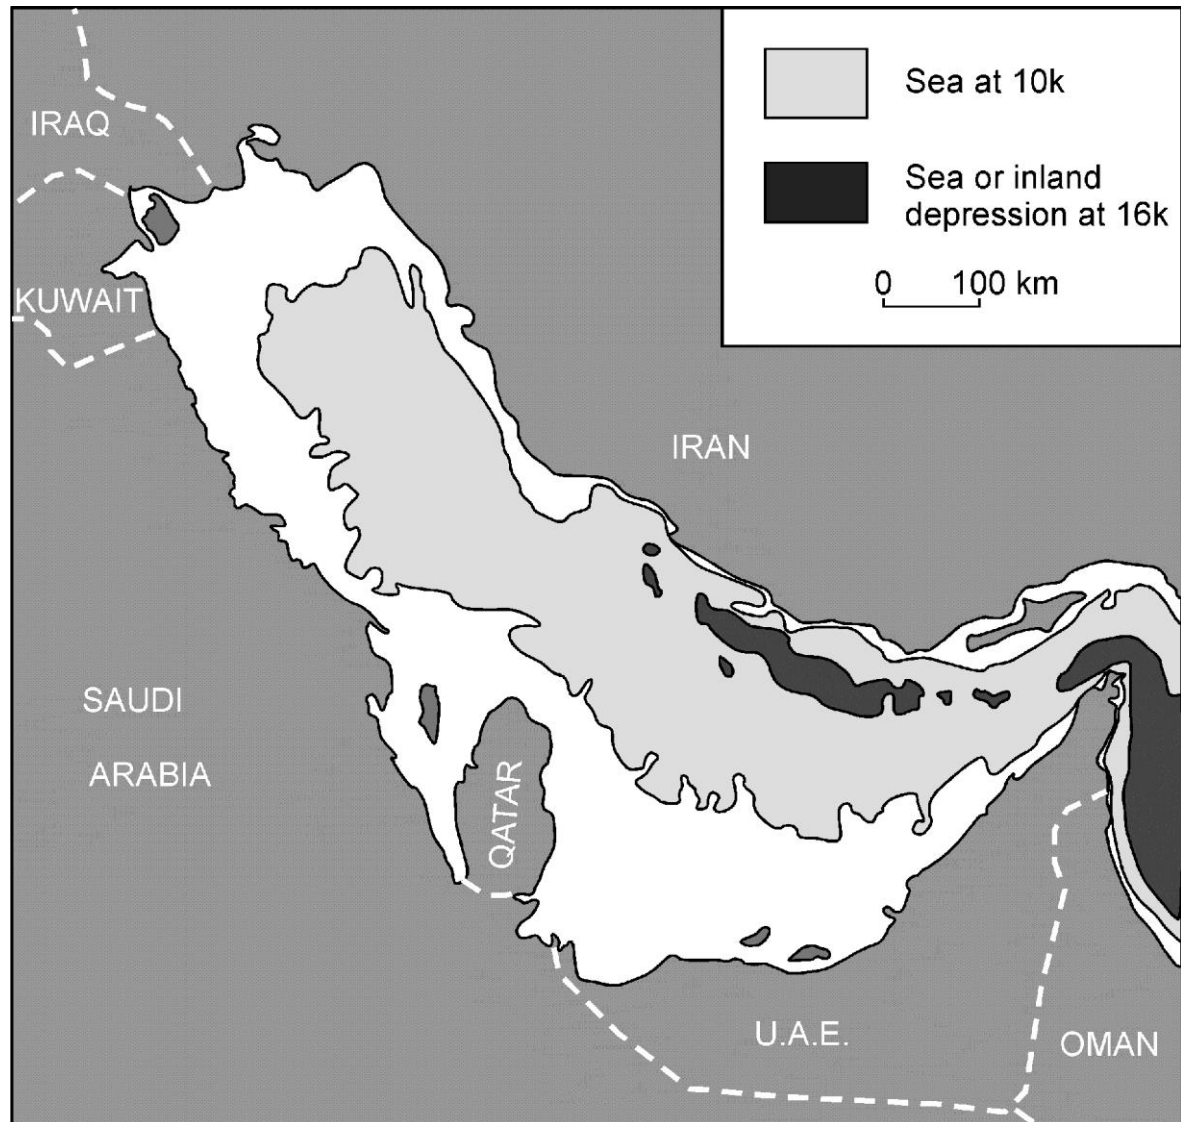 Sea at 10k
Sea or inland
depression at 16k
0 100 km
IRAQ
KUWAIT
IRAN
SAUDI
ARABIA
QATAR
U.A.E.
OMAN